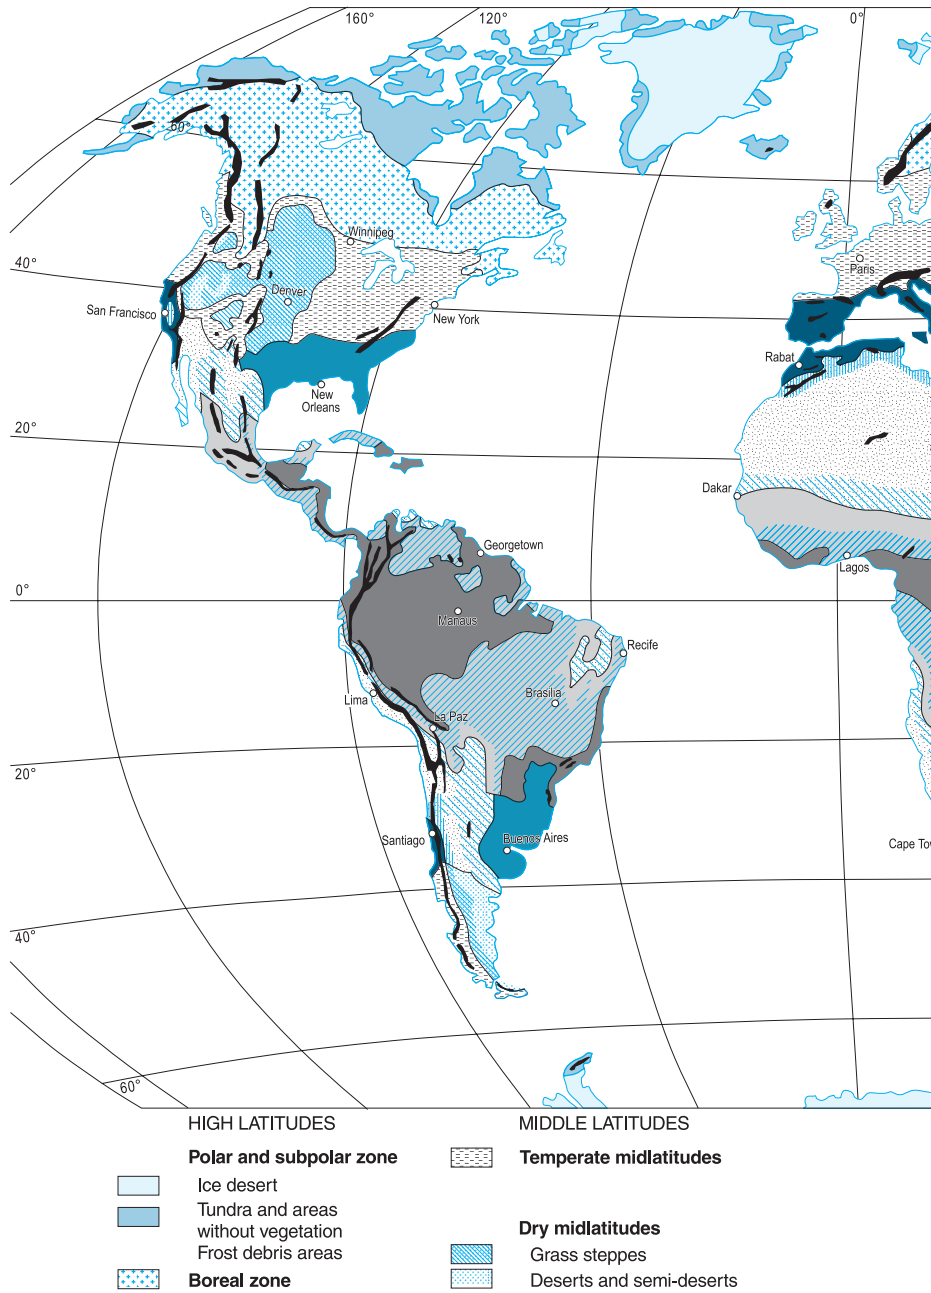 160°
120°
0°
60°
Winnipeg
Paris
40°
Denver
San Francisco
New York
Rabat
New
Orleans
20°
Dakar
Georgetown
Lagos
0°
Manaus
Recife
Brasilia
Lima
La Paz
20°
Santiago
Buenos Aires
Cape Tow
40°
60°
HIGH LATITUDES
Polar and subpolar zone
Ice desert
Tundra and areas
without vegetation
Frost debris areas
Boreal zone
MIDDLE LATITUDES
Temperate midlatitudes
Dry midlatitudes
Grass steppes
Deserts and semi-deserts